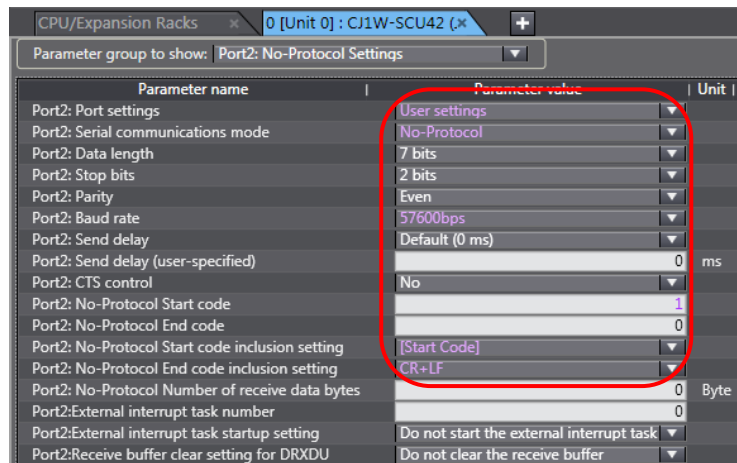 CPU/Expansion Racks × 0 [Unit 0] : CJ1W-SCU42 (.× +
Parameter group to show: Port2: No-Protocol Settings
Parameter name | Parameter value | Unit |
Port2: Port settings User settings
Port2: Serial communications mode No-Protocol
Port2: Data length 7 bits
Port2: Stop bits 2 bits
Port2: Parity Even
Port2: Baud rate 57600bps
Port2: Send delay Default (0 ms)
Port2: Send delay (user-specified) 0 ms
Port2: CTS control No
Port2: No-Protocol Start code 1
Port2: No-Protocol End code 0
Port2: No-Protocol Start code inclusion setting [Start Code]
Port2: No-Protocol End code inclusion setting CR+LF
Port2: No-Protocol Number of receive data bytes 0 Byte
Port2:External interrupt task number 0
Port2:External interrupt task startup setting Do not start the external interrupt task
Port2:Receive buffer clear setting for DRXDU Do not clear the receive buffer